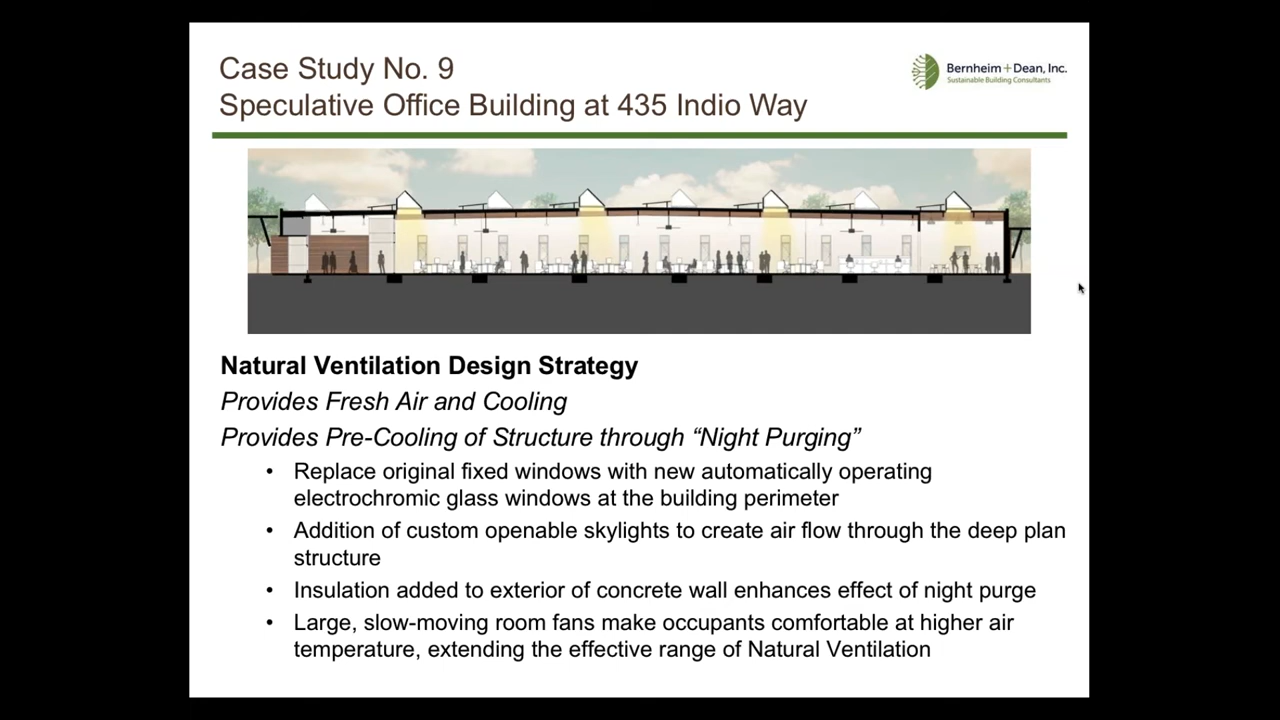 Case Study No. 9
Speculative Office Building at 435 Indio Way
Bernheim + Dean, Inc.
Sustainable Building Consultants
Natural Ventilation Design Strategy
Provides Fresh Air and Cooling
Provides Pre-Cooling of Structure through “Night Purging”
• Replace original fixed windows with new automatically operating
electrochromic glass windows at the building perimeter
• Addition of custom openable skylights to create air flow through the deep plan
structure
• Insulation added to exterior of concrete wall enhances effect of night purge
• Large, slow-moving room fans make occupants comfortable at higher air
temperature, extending the effective range of Natural Ventilation